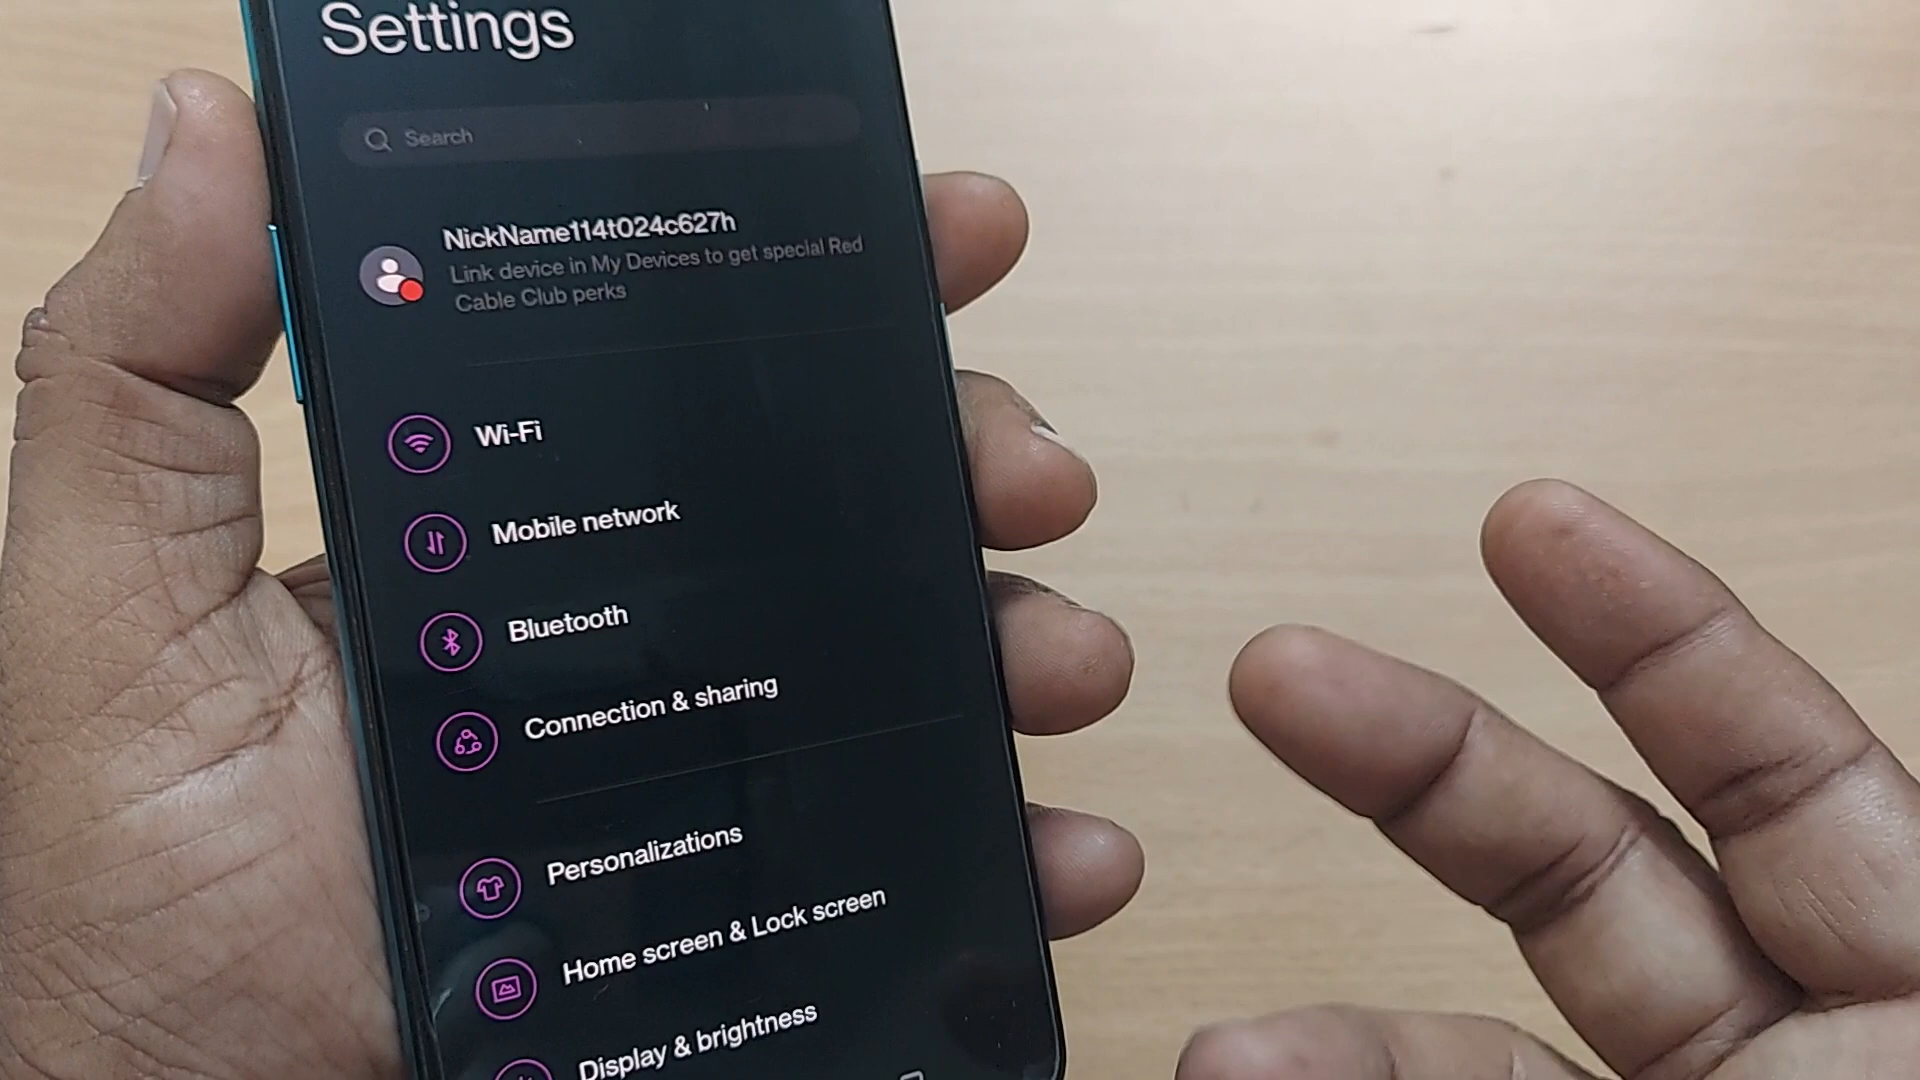 Settings
Search
NickName114t024c627h
Link device in My Devices to get special Red
Cable Club perks
Wi-Fi
Mobile network
Bluetooth
Connection & sharing
Personalizations
Home screen & Lock screen
Display & brightness